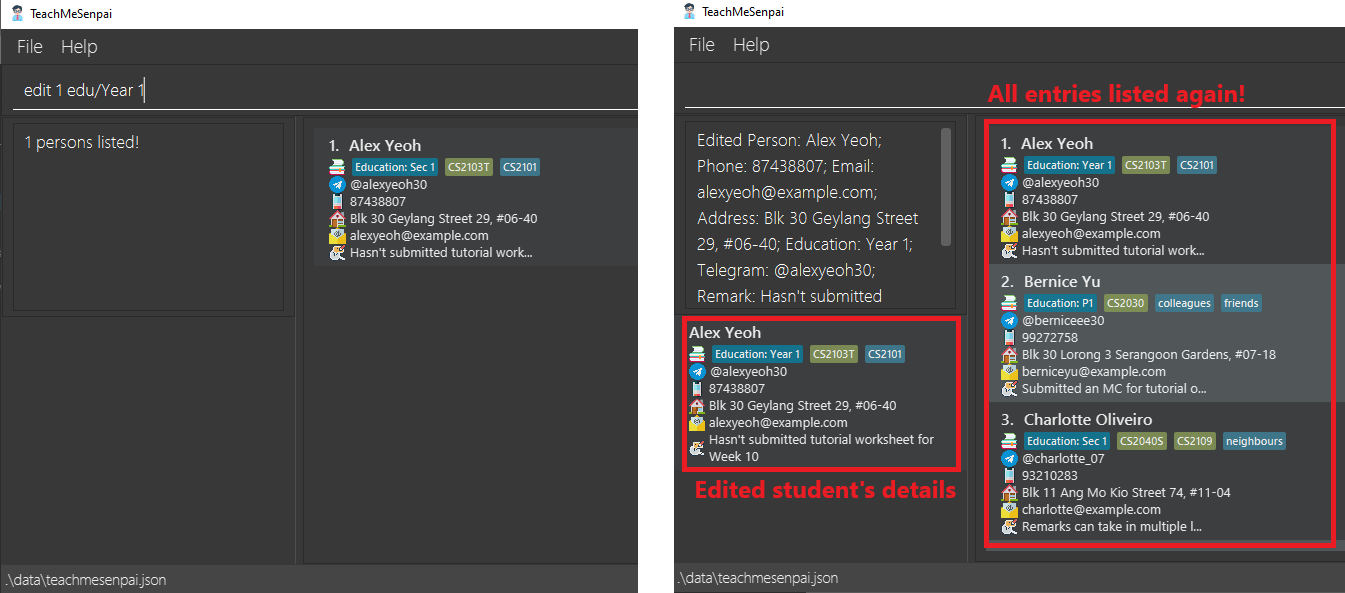 TeachMeSenpai
File Help
edit 1 edu/Year 1
1 persons listed!
1. Alex Yeoh
Education: Sec 1 CS2103T CS2101
@alexyeoh30
87438807
Blk 30 Geylang Street 29, #06-40
alexyeoh@example.com
Hasn't submitted tutorial work...
.\data\teachmesenpai.json
TeachMeSenpai
File Help
All entries listed again!
Edited Person: Alex Yeoh;
Phone: 87438807; Email:
alexyeoh@example.com;
Address: Blk 30 Geylang Street
29, #06-40; Education: Year 1;
Telegram: @alexyeoh30;
Remark: Hasn't submitted
Alex Yeoh
Education: Year 1 CS2103T CS2101
@alexyeoh30
87438807
Blk 30 Geylang Street 29, #06-40
alexyeoh@example.com
Hasn't submitted tutorial worksheet for
Week 10
Edited student's details
1. Alex Yeoh
Education: Year 1 CS2103T CS2101
@alexyeoh30
87438807
Blk 30 Geylang Street 29, #06-40
alexyeoh@example.com
Hasn't submitted tutorial work...
2. Bernice Yu
Education: P1 CS2030 colleagues friends
@berniceee30
99272758
Blk 30 Lorong 3 Serangoon Gardens, #07-18
berniceyu@example.com
Submitted an MC for tutorial o...
3. Charlotte Oliveiro
Education: Sec 1 CS2040S CS2109 neighbours
@charlotte_07
93210283
Blk 11 Ang Mo Kio Street 74, #11-04
charlotte@example.com
Remarks can take in multiple l...
.\data\teachmesenpai.json